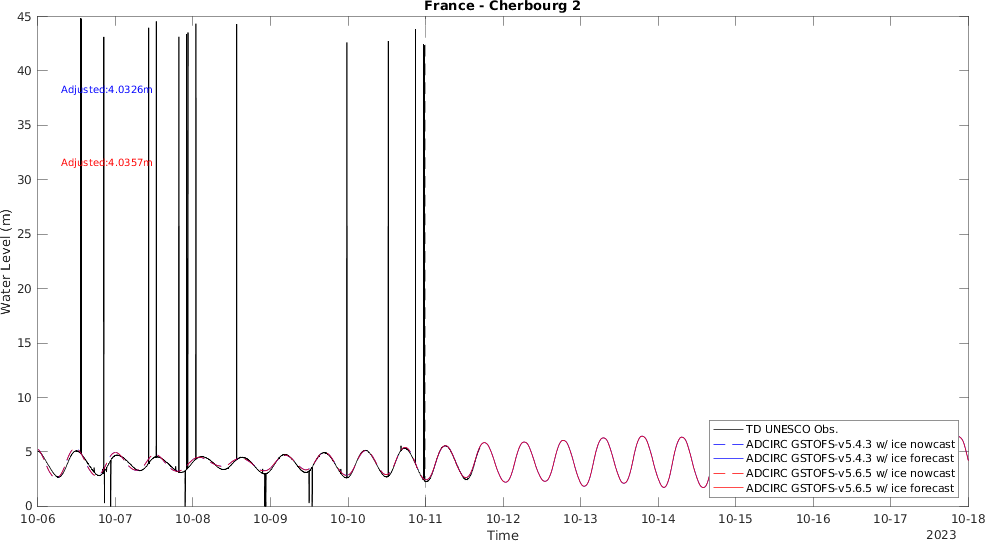 France - Cherbourg 2
45
40
35
30
25
20
15
10
5
0
Water Level (m)
Adjusted:4.0326m
Adjusted:4.0357m
TD UNESCO Obs.
ADCIRC GSTOFS-v5.4.3 w/ ice nowcast
ADCIRC GSTOFS-v5.4.3 w/ ice forecast
ADCIRC GSTOFS-v5.6.5 w/ ice nowcast
ADCIRC GSTOFS-v5.6.5 w/ ice forecast
10-06 10-07 10-08 10-09 10-10 10-11 10-12 10-13 10-14 10-15 10-16 10-17 10-18
Time
2023